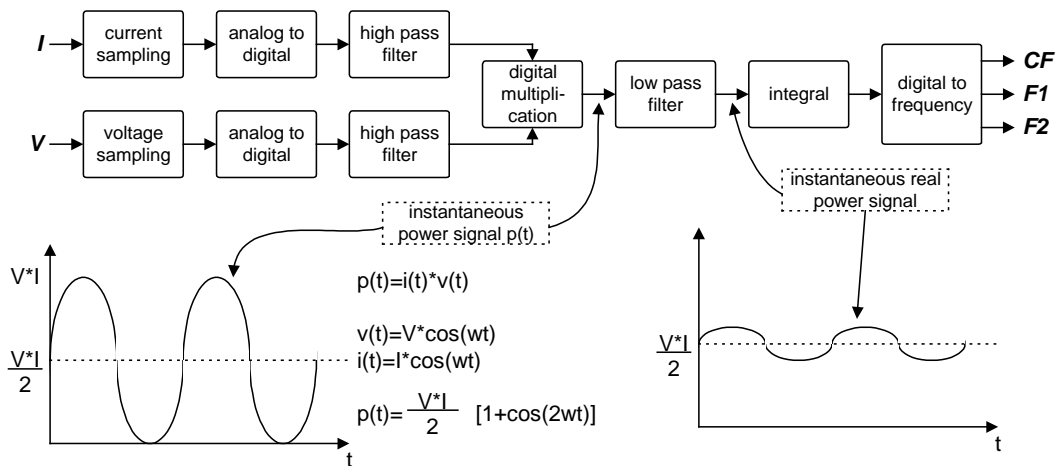 I
current
sampling
analog to
digital
high pass
filter
V
voltage
sampling
analog to
digital
high pass
filter
digital
multipli-
cation
low pass
filter
integral
digital to
frequency
CF
F1
F2
instantaneous
power signal p(t)
instantaneous real
power signal
V*I
V*I
2
t
p(t)=i(t)*v(t)
v(t)=V*cos(wt)
i(t)=I*cos(wt)
p(t)= V*I/2 [1+cos(2wt)]
V*I
2
t